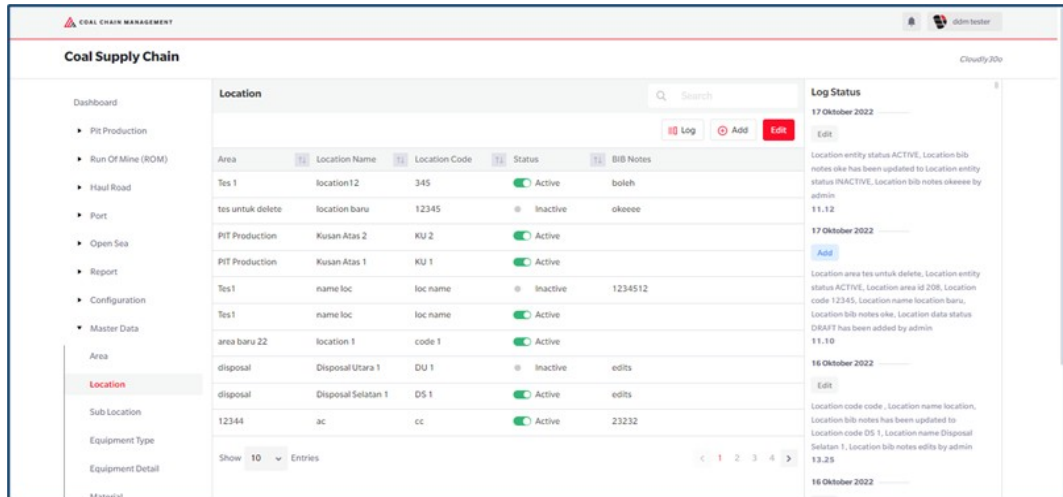 COAL CHAIN MANAGEMENT
ddm tester
Coal Supply Chain
Cloudly 30o
Dashboard
Pit Production
Run Of Mine (ROM)
Haul Road
Port
Open Sea
Report
Configuration
Master Data
Area
Location
Sub Location
Equipment Type
Equipment Detail
Material
Location
Search
Log
Add
Edit
Area Location Name Location Code Status BIB Notes
Tes 1 location12 345 Active boleh
tes untuk delete location baru 12345 Inactive okeeee
PIT Production Kusan Atas 2 KU 2 Active
PIT Production Kusan Atas 1 KU 1 Active
Tes1 name loc loc name Inactive 1234512
Tes1 name loc loc name Active
area baru 22 location 1 code 1 Active
disposal Disposal Utara 1 DU 1 Inactive edits
disposal Disposal Selatan 1 DS 1 Active edits
12344 ac cc Active 23232
Show 10 Entries
1 2 3 4
Log Status
17 Oktober 2022
Edit
Location entity status ACTIVE, Location bib
notes oke has been updated to Location entity
status INACTIVE, Location bib notes okeeee by
admin
11.12
17 Oktober 2022
Add
Location area tes untuk delete, Location entity
status ACTIVE, Location area id 208, Location
code 12345, Location name location baru,
Location bib notes oke, Location data status
DRAFT has been added by admin
11.10
16 Oktober 2022
Edit
Location code code , Location name location,
Location bib notes has been updated to
Location code DS 1, Location name Disposal
Selatan 1, Location bib notes edits by admin
13.25
16 Oktober 2022